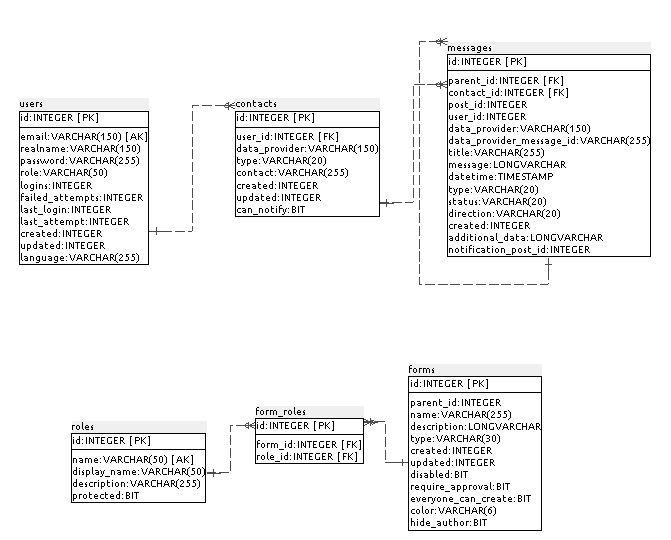 users
id:INTEGER [PK]
email:VARCHAR(150) [AK]
realname:VARCHAR(150)
password:VARCHAR(255)
role:VARCHAR(50)
logins:INTEGER
failed_attempts:INTEGER
last_login:INTEGER
last_attempt:INTEGER
created:INTEGER
updated:INTEGER
language:VARCHAR(255)
contacts
id:INTEGER [PK]
user_id:INTEGER [FK]
data_provider:VARCHAR(150)
type:VARCHAR(20)
contact:VARCHAR(255)
created:INTEGER
updated:INTEGER
can_notify:BIT
messages
id:INTEGER [PK]
parent_id:INTEGER [FK]
contact_id:INTEGER [FK]
post_id:INTEGER
user_id:INTEGER
data_provider:VARCHAR(150)
data_provider_message_id:VARCHAR(255)
title:VARCHAR(255)
message:LONGVARCHAR
datetime:TIMESTAMP
type:VARCHAR(20)
status:VARCHAR(20)
direction:VARCHAR(20)
created:INTEGER
additional_data:LONGVARCHAR
notification_post_id:INTEGER
roles
id:INTEGER [PK]
name:VARCHAR(50) [AK]
display_name:VARCHAR(50)
description:VARCHAR(255)
protected:BIT
form_roles
id:INTEGER [PK]
form_id:INTEGER [FK]
role_id:INTEGER [FK]
forms
id:INTEGER [PK]
parent_id:INTEGER
name:VARCHAR(255)
description:LONGVARCHAR
type:VARCHAR(30)
created:INTEGER
updated:INTEGER
disabled:BIT
require_approval:BIT
everyone_can_create:BIT
color:VARCHAR(6)
hide_author:BIT